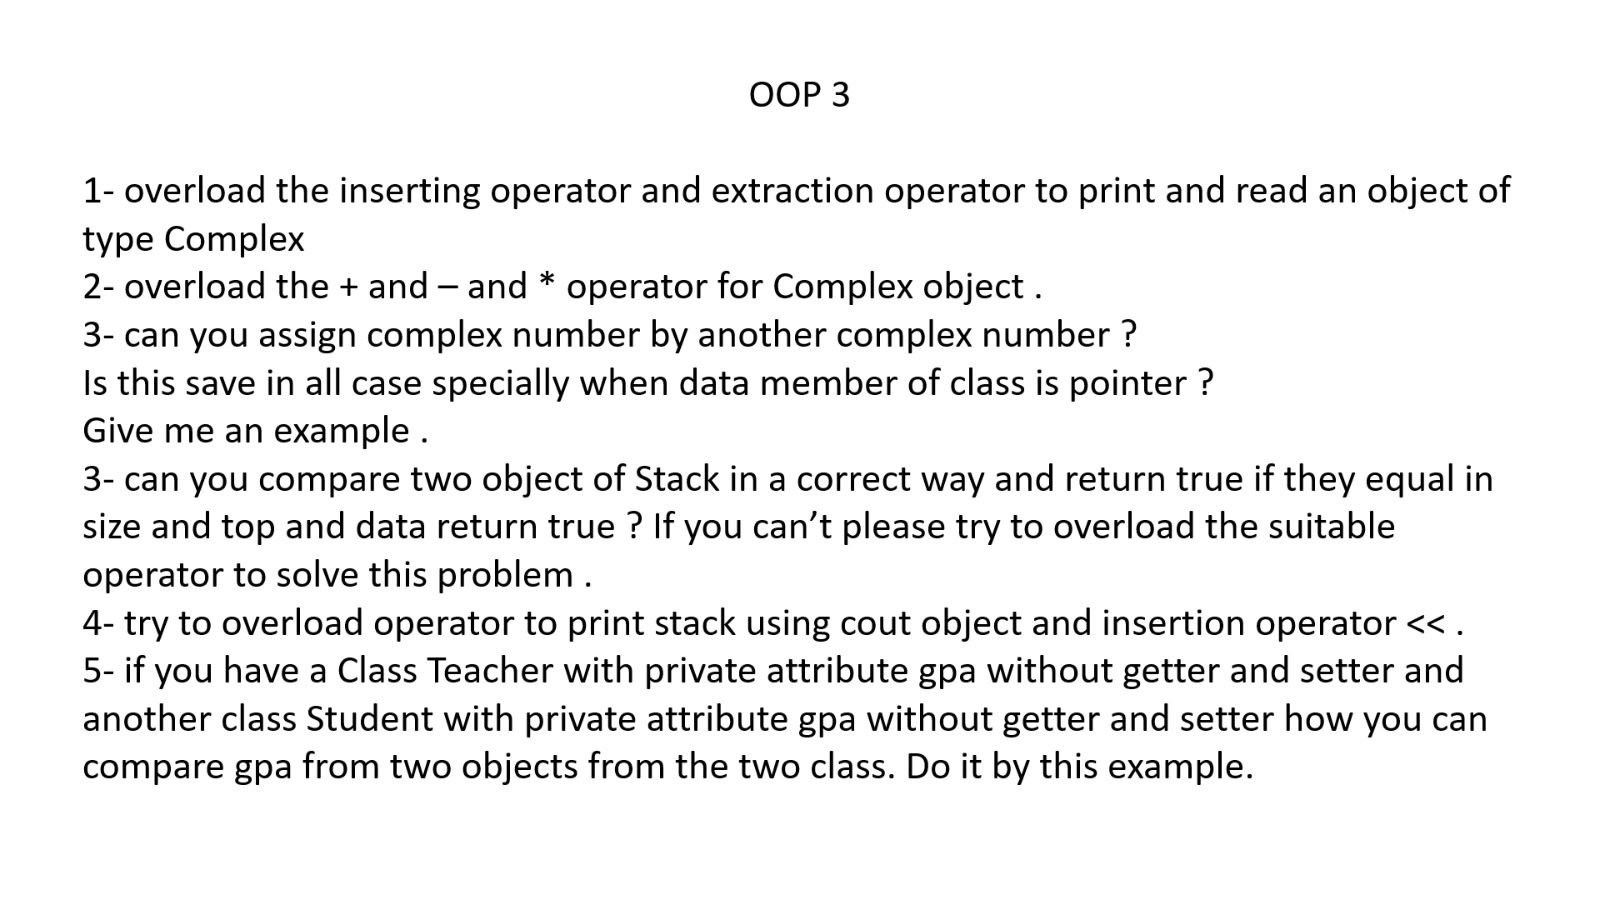 OOP 3
1- overload the inserting operator and extraction operator to print and read an object of
type Complex
2- overload the + and – and * operator for Complex object .
3- can you assign complex number by another complex number ?
Is this save in all case specially when data member of class is pointer ?
Give me an example .
3- can you compare two object of Stack in a correct way and return true if they equal in
size and top and data return true ? If you can’t please try to overload the suitable
operator to solve this problem .
4- try to overload operator to print stack using cout object and insertion operator << .
5- if you have a Class Teacher with private attribute gpa without getter and setter and
another class Student with private attribute gpa without getter and setter how you can
compare gpa from two objects from the two class. Do it by this example.